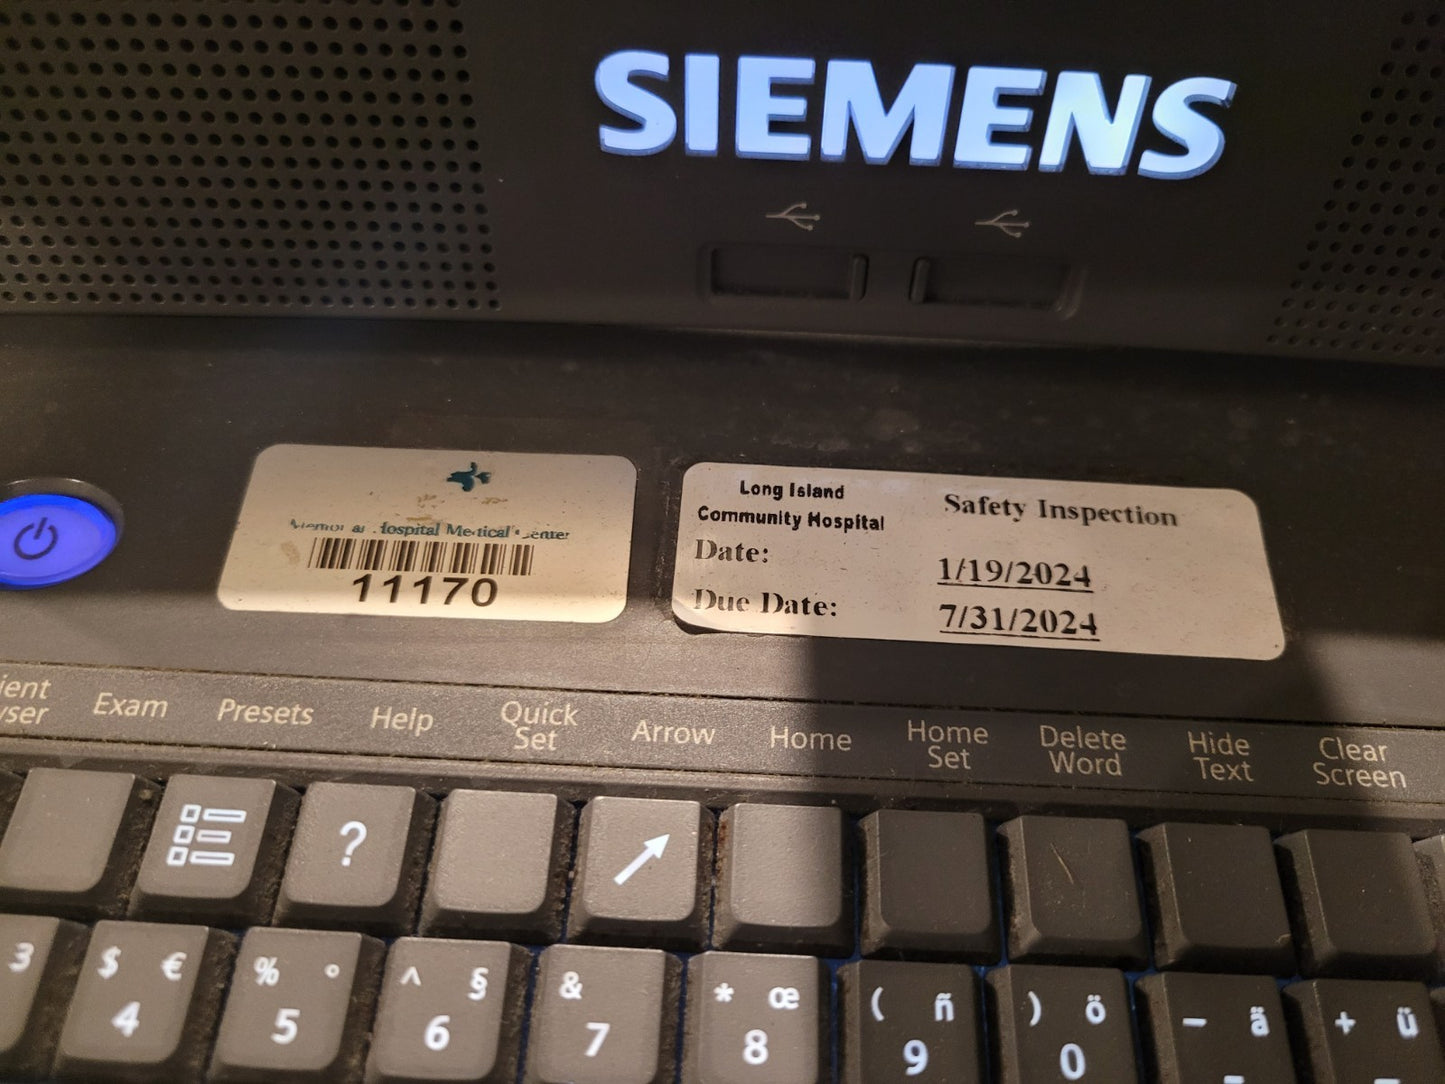 SIEMENS
Hospital Medical Center
11170
Long Island
Community Hospital
Safety Inspection
Date: 1/19/2024
Due Date: 7/31/2024
Exam Presets Help Quick Set Arrow Home Home Set Delete Word Hide Text Clear Screen
?
3 $ € 4 % ° 5 ^ § 6 & 7 * œ 8 ( ñ 9 ) ö 0 – ä + ü